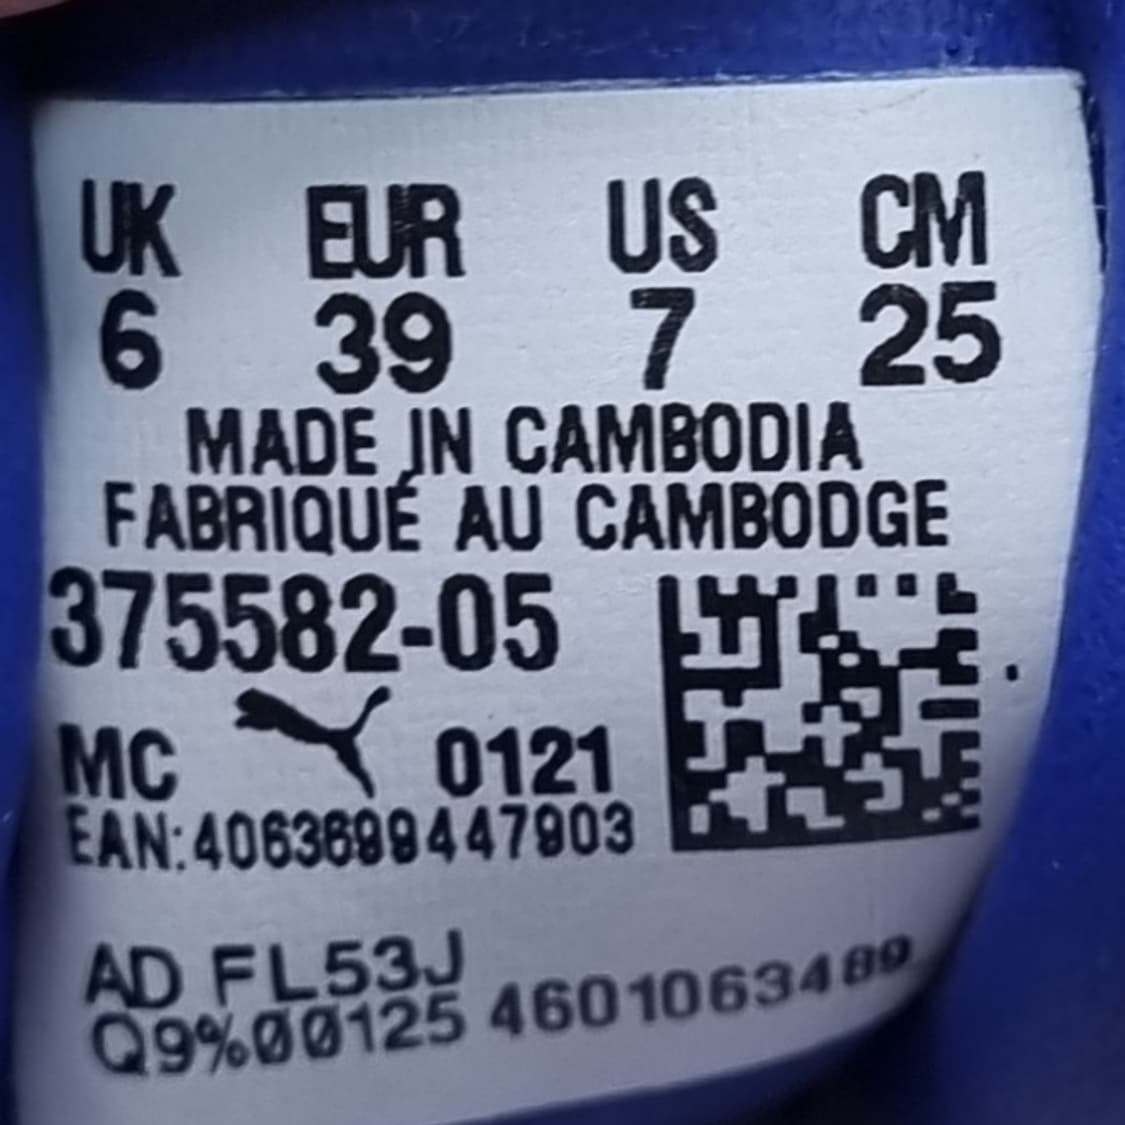 UK EUR US CM
6 39 7 25
MADE IN CAMBODIA
FABRIQUÉ AU CAMBODGE
375582-05
MC 0121
EAN:4063699447903
AD FL53J
Q9%00125 4601063489